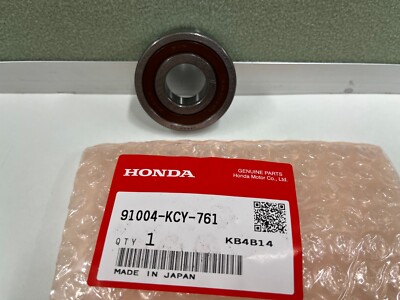 HONDA
GENUINE PARTS
Honda Motor Co., Ltd.
91004-KCY-761
QTY 1
KB4B14
MADE IN JAPAN